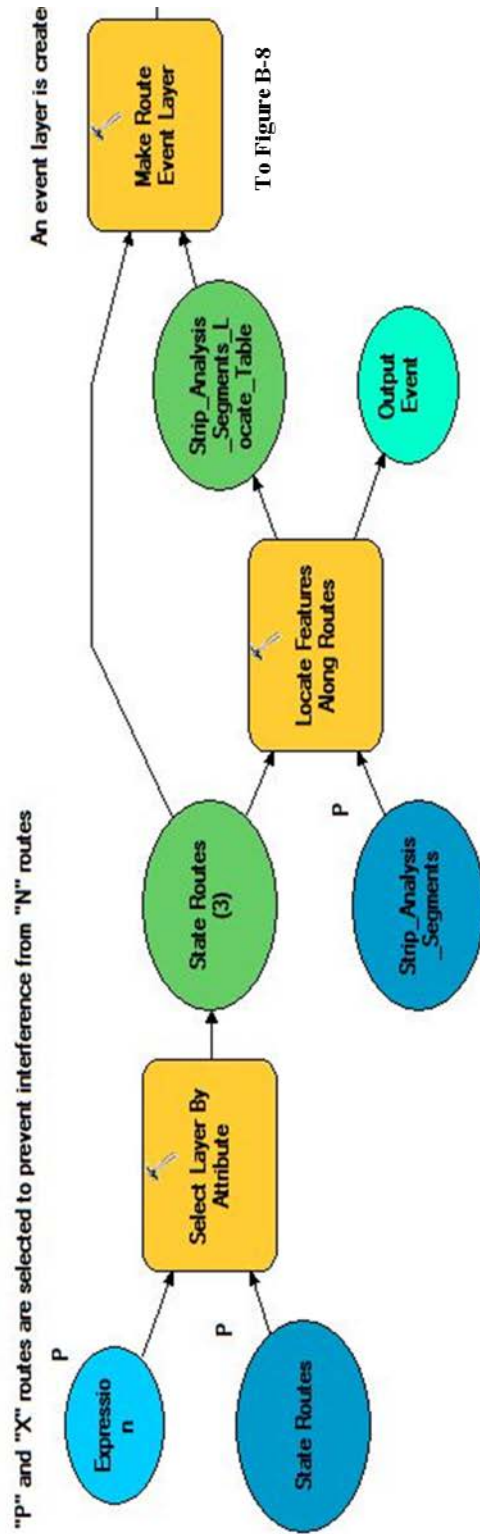 "P" and "X" routes are selected to prevent interference from "N" routes
An event layer is create
P
Expressio
n
P
State Routes
Select Layer By
Attribute
State Routes
(3)
P
Strip_Analysis
_Segments
Locate Features
Along Routes
Strip_Analysis
_Segments_L
ocate_Table
Output
Event
Make Route
Event Layer
To Figure B-8